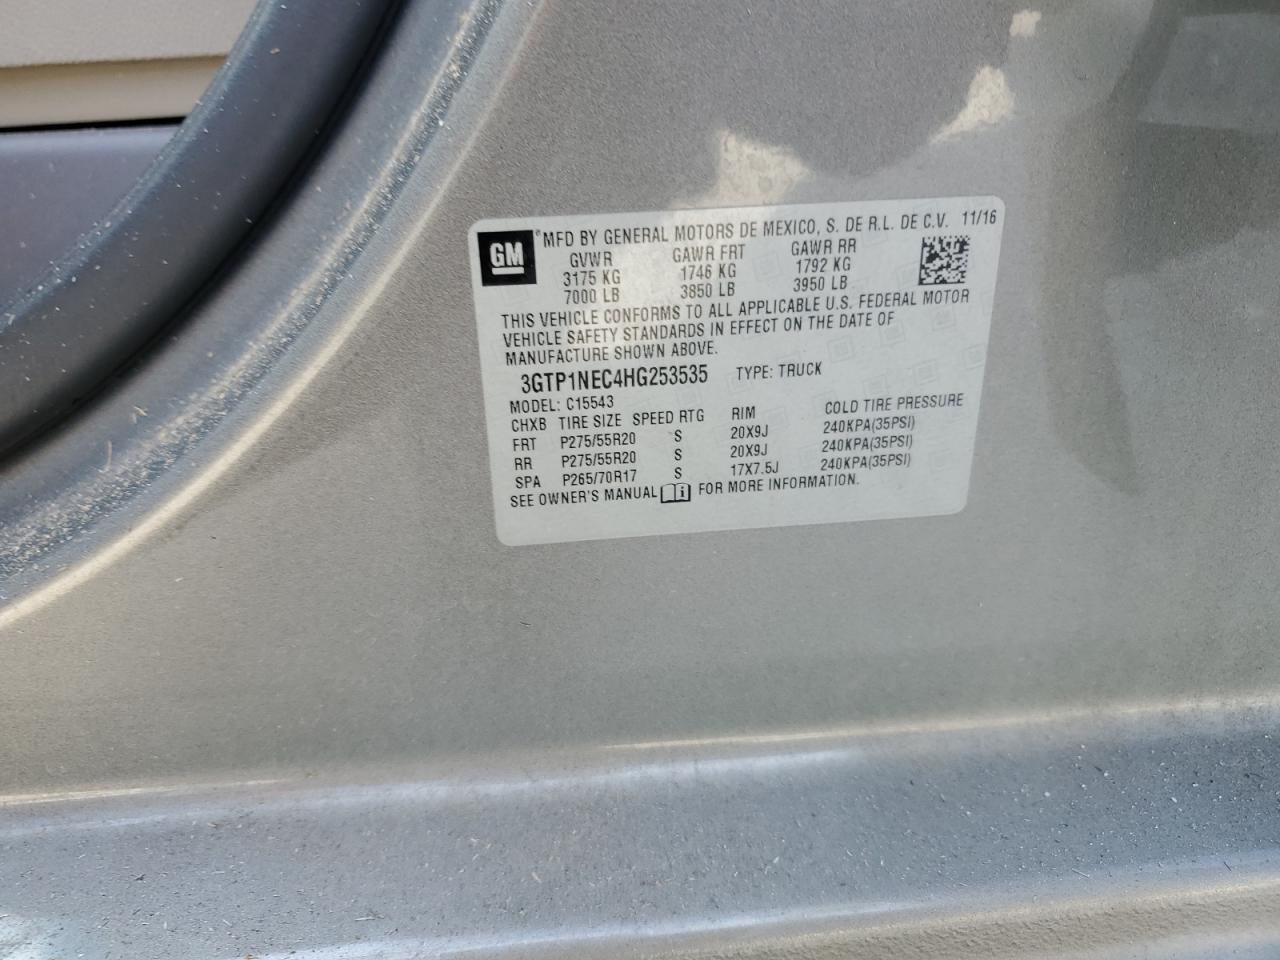 GM ® MFD BY GENERAL MOTORS DE MEXICO, S. DE R.L. DE C.V. 11/16
GVWR GAWR FRT GAWR RR
3175 KG 1746 KG 1792 KG
7000 LB 3850 LB 3950 LB
THIS VEHICLE CONFORMS TO ALL APPLICABLE U.S. FEDERAL MOTOR
VEHICLE SAFETY STANDARDS IN EFFECT ON THE DATE OF
MANUFACTURE SHOWN ABOVE.
3GTP1NEC4HG253535 TYPE: TRUCK
MODEL: C15543
CHXB TIRE SIZE SPEED RTG RIM COLD TIRE PRESSURE
FRT P275/55R20 S 20X9J 240KPA(35PSI)
RR P275/55R20 S 20X9J 240KPA(35PSI)
SPA P265/70R17 S 17X7.5J 240KPA(35PSI)
SEE OWNER'S MANUAL i FOR MORE INFORMATION.